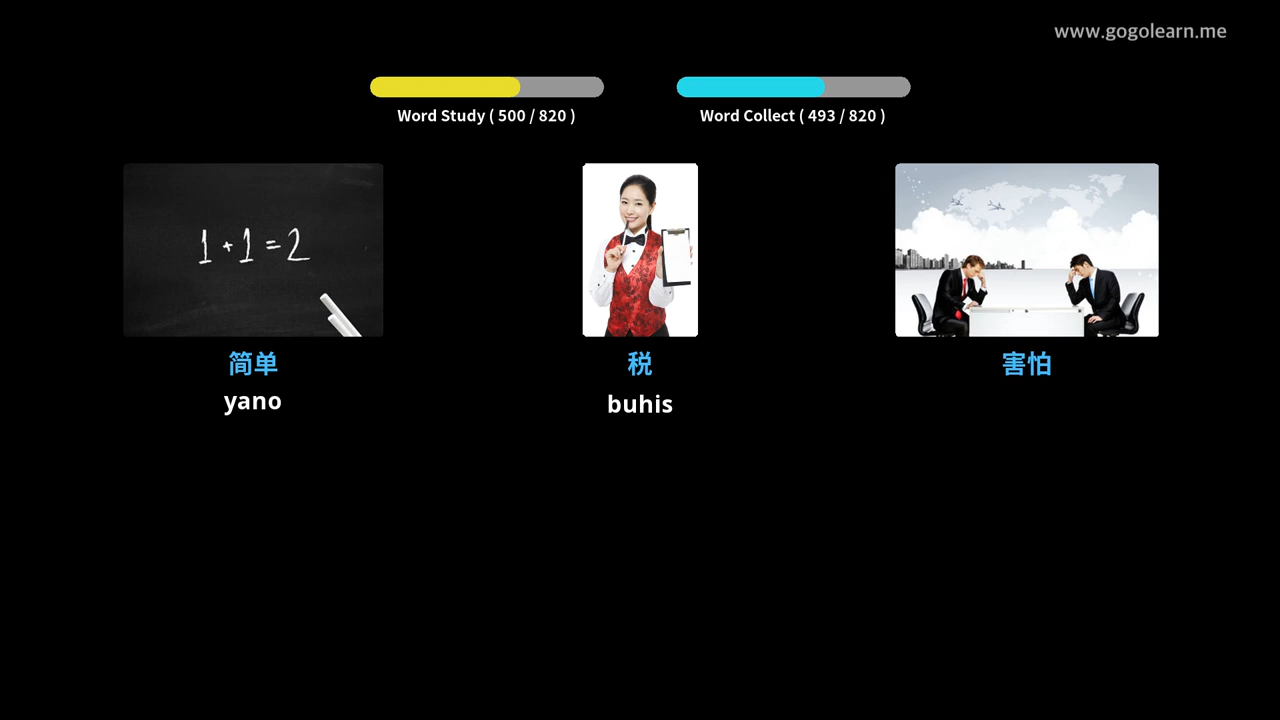 www.gogolearn.me
Word Study ( 500 / 820 )
Word Collect ( 493 / 820 )
1 + 1 = 2
简单
yano
税
buhis
害怕